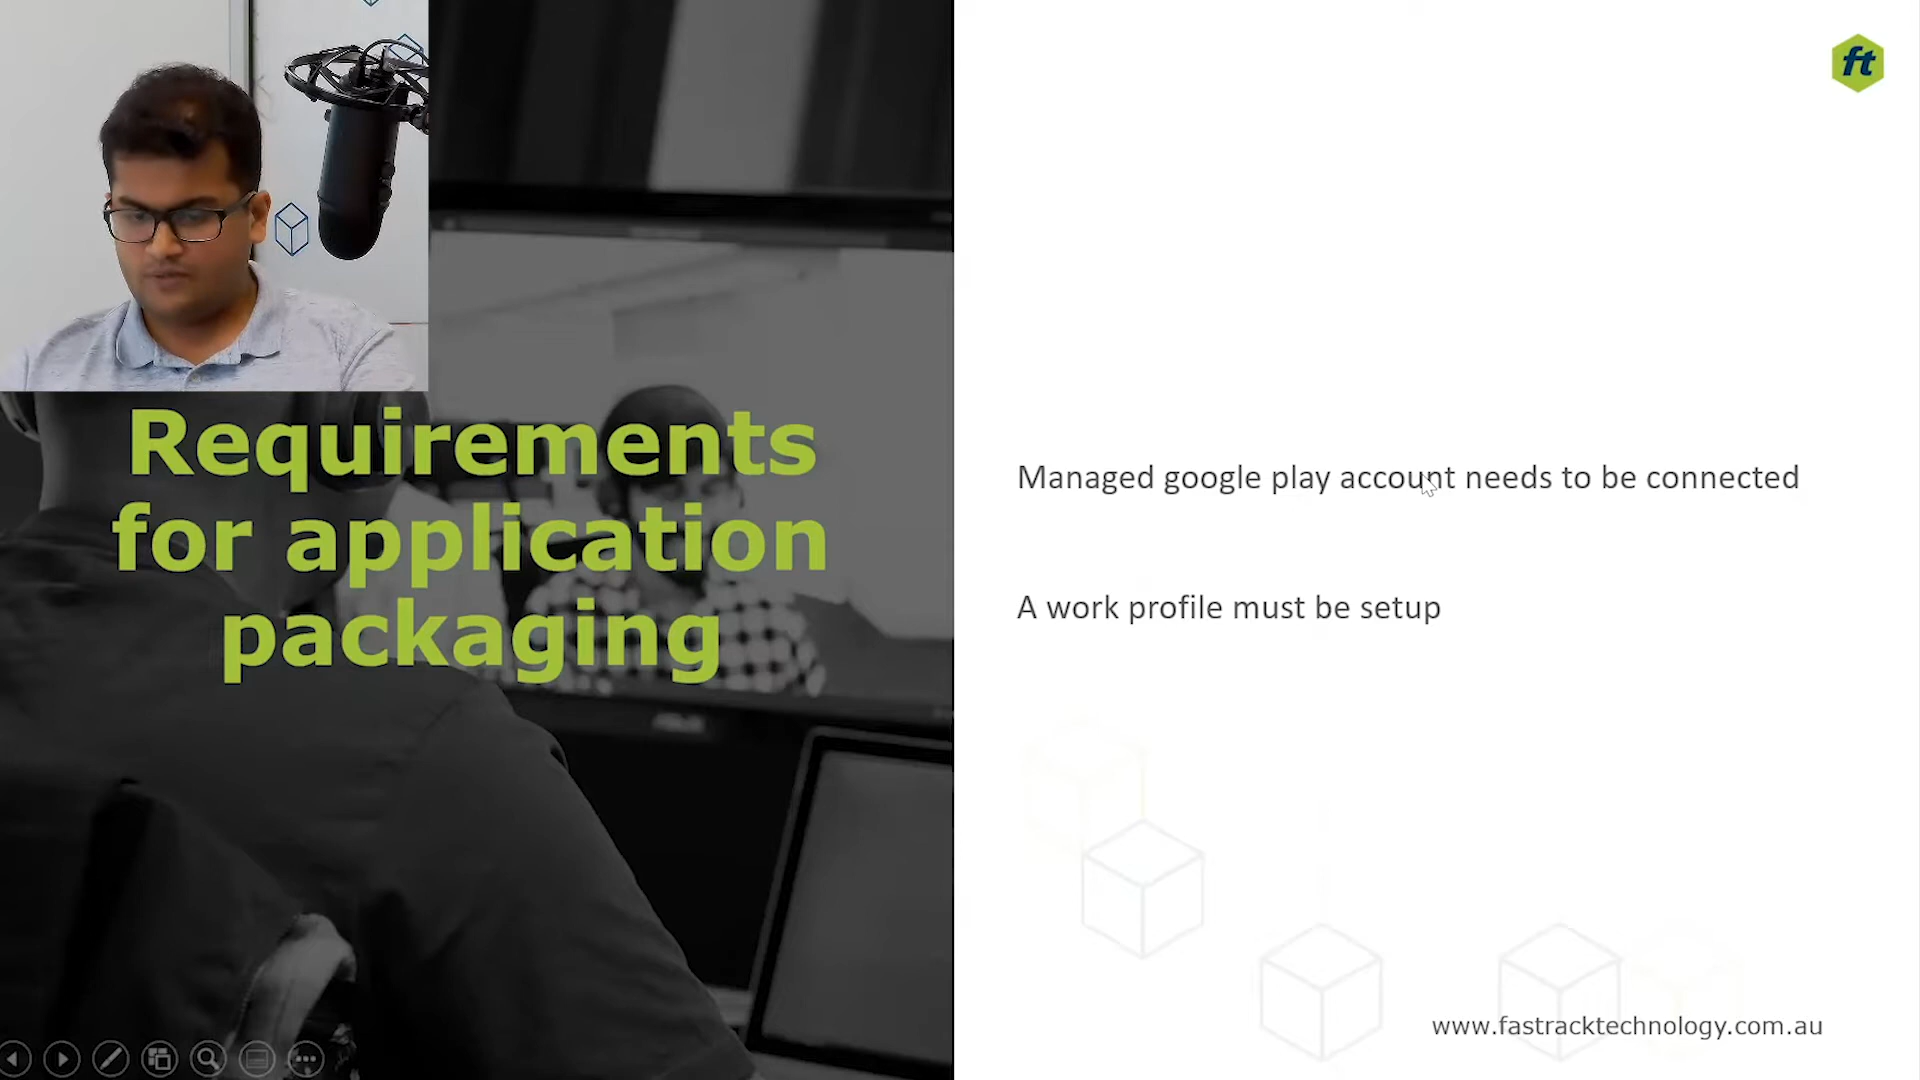 Requirements
for application
packaging
ft
Managed google play account needs to be connected
A work profile must be setup
www.fastracktechnology.com.au